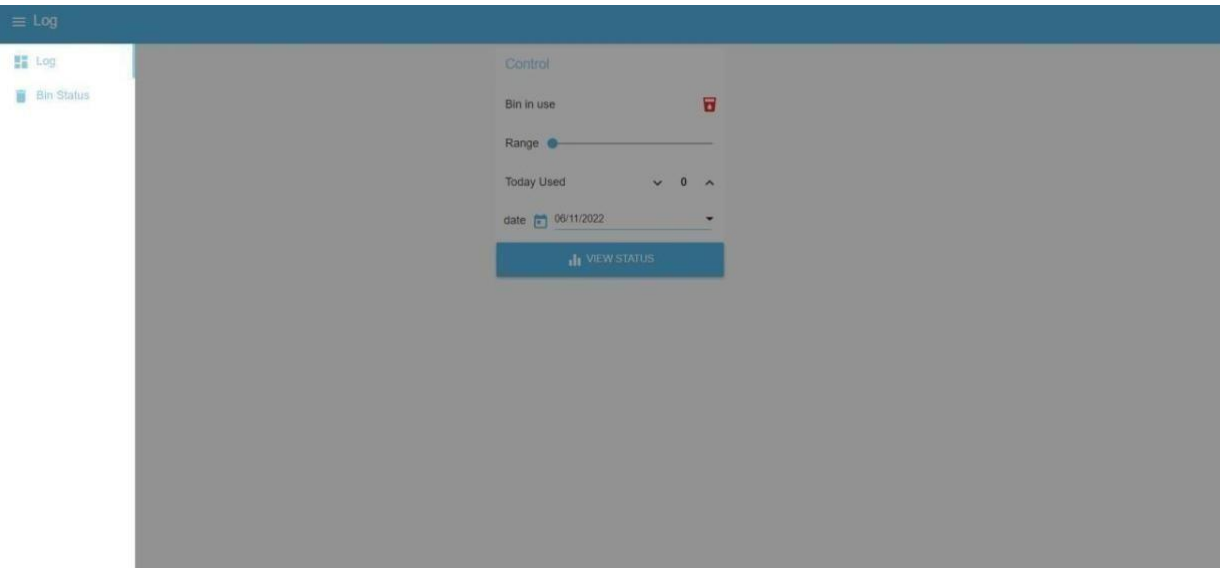 Log
Log
Bin Status
Control
Bin in use
Range
Today Used 0
date 06/11/2022
VIEW STATUS